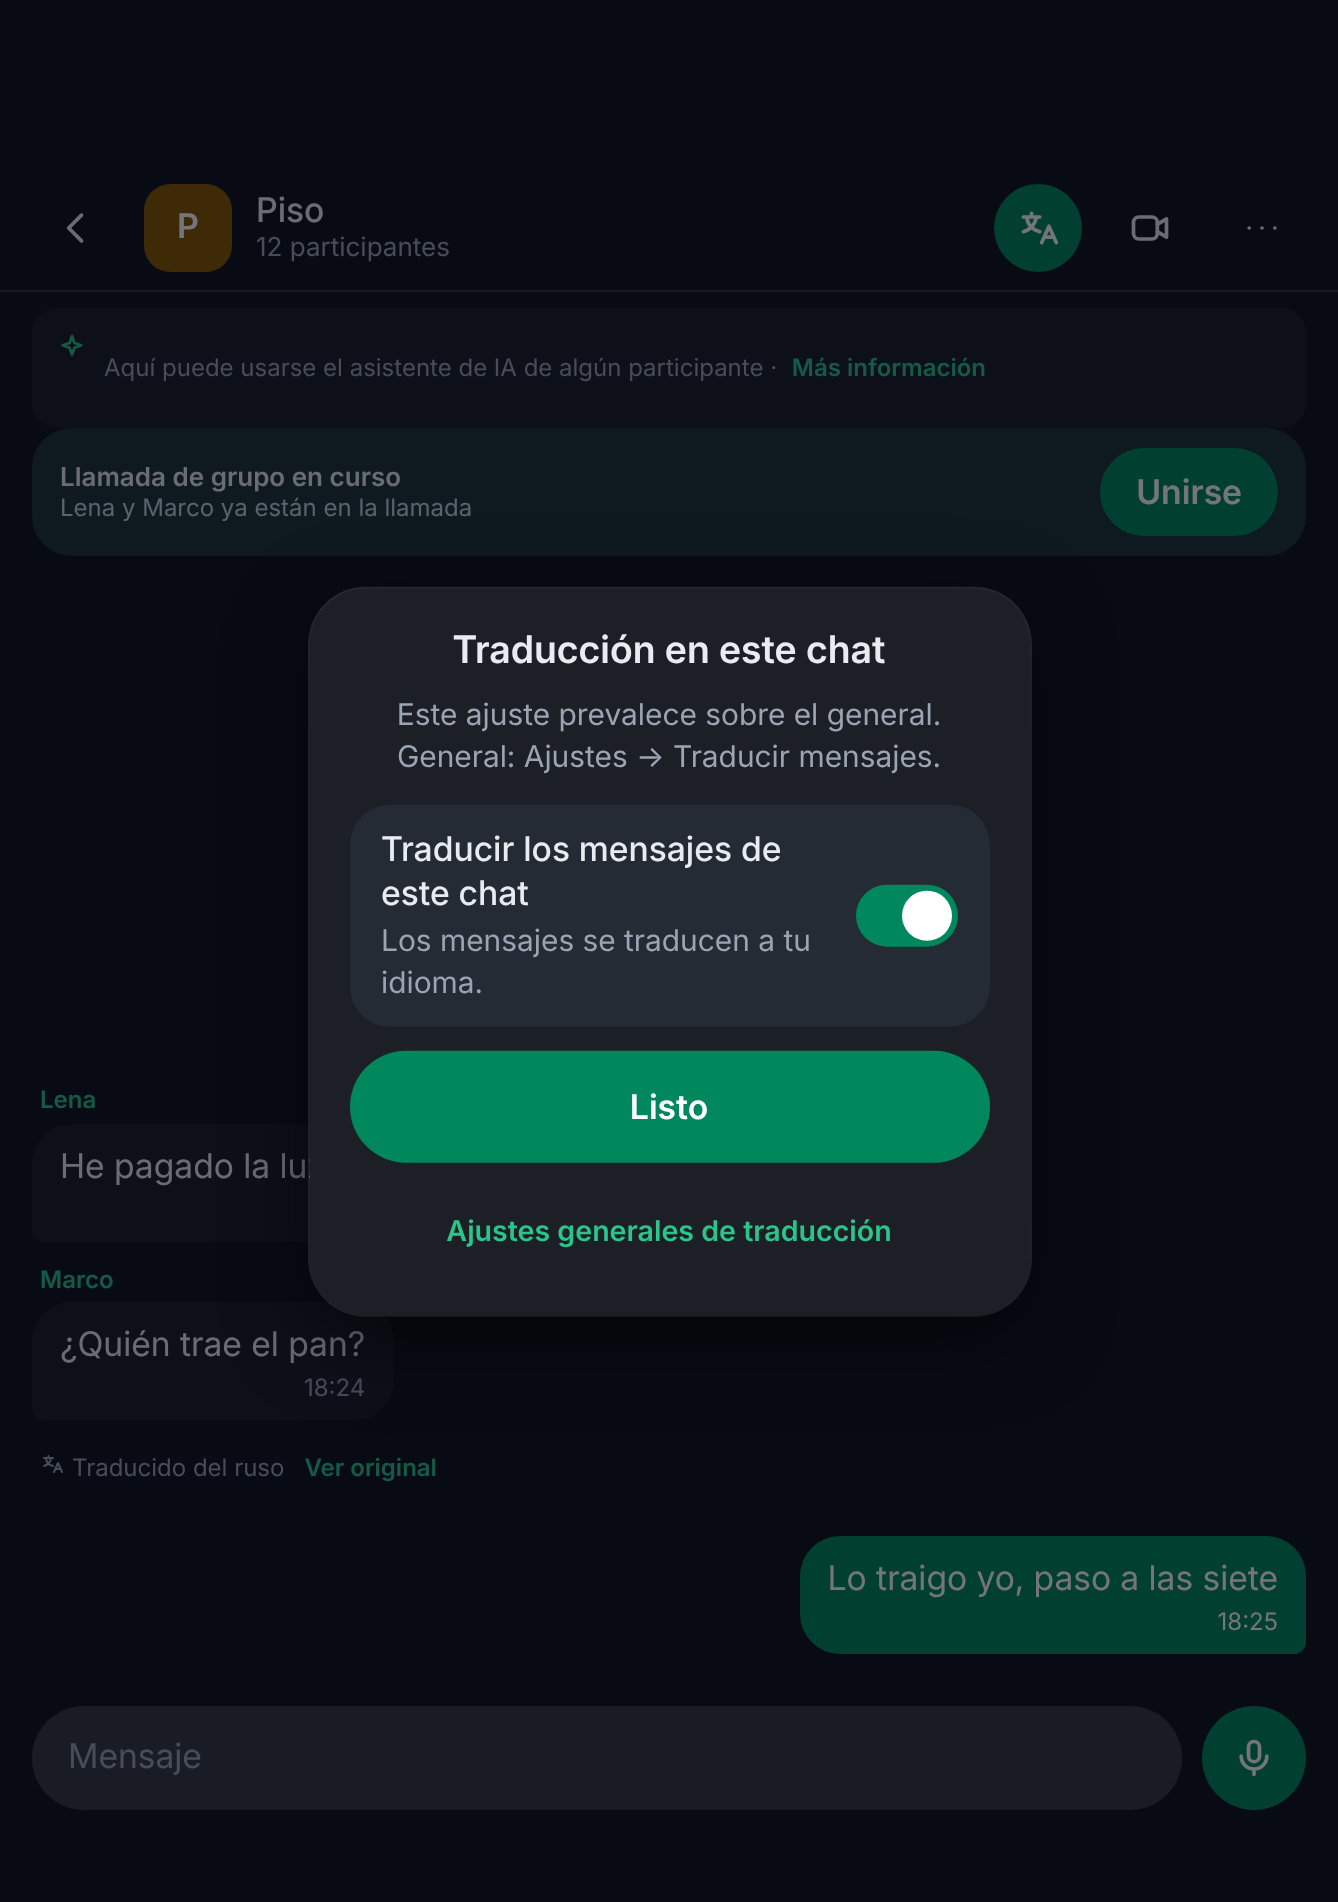 P
Piso
12 participantes
Aquí puede usarse el asistente de IA de algún participante · Más información
Llamada de grupo en curso
Lena y Marco ya están en la llamada
Unirse
Traducción en este chat
Este ajuste prevalece sobre el general.
General: Ajustes → Traducir mensajes.
Traducir los mensajes de
este chat
Los mensajes se traducen a tu
idioma.
Listo
Ajustes generales de traducción
Lena
He pagado la
Marco
¿Quién trae el pan?
18:24
Traducido del ruso Ver original
Lo traigo yo, paso a las siete
18:25
Mensaje